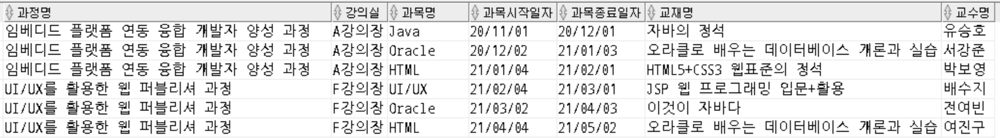 과정명 강의실 과목명 과목시작일자 과목종료일자 교재명 교수명
임베디드 플랫폼 연동 융합 개발자 양성 과정 A강의장 Java 20/11/01 20/12/01 자바의 정석 유승호
임베디드 플랫폼 연동 융합 개발자 양성 과정 A강의장 Oracle 20/12/02 21/01/03 오라클로 배우는 데이터베이스 개론과 실습 서강준
임베디드 플랫폼 연동 융합 개발자 양성 과정 A강의장 HTML 21/01/04 21/02/01 HTML5+CSS3 웹표준의 정석 박보영
UI/UX를 활용한 웹 퍼블리셔 과정 F강의장 UI/UX 21/02/04 21/03/01 JSP 웹 프로그래밍 입문+활용 배수지
UI/UX를 활용한 웹 퍼블리셔 과정 F강의장 Oracle 21/03/02 21/04/03 이것이 자바다 전여빈
UI/UX를 활용한 웹 퍼블리셔 과정 F강의장 HTML 21/04/04 21/05/02 오라클로 배우는 데이터베이스 개론과 실습 여진구